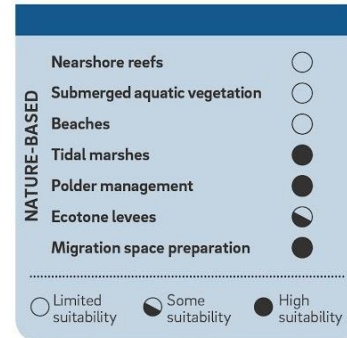 NATURE-BASED
Nearshore reefs
Submerged aquatic vegetation
Beaches
Tidal marshes
Polder management
Ecotone levees
Migration space preparation
Limited suitability
Some suitability
High suitability